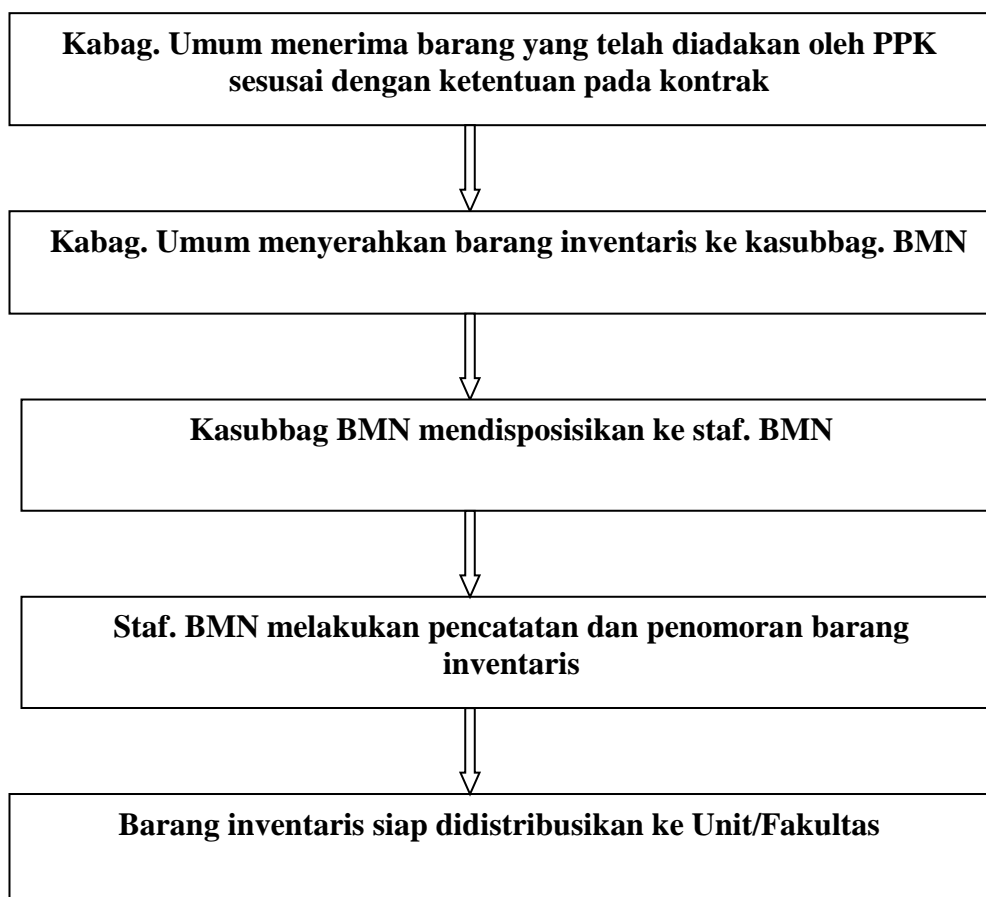 Kabag. Umum menerima barang yang telah diadakan oleh PPK
sesusai dengan ketentuan pada kontrak
Kabag. Umum menyerahkan barang inventaris ke kasubbag. BMN
Kasubbag BMN mendisposisikan ke staf. BMN
Staf. BMN melakukan pencatatan dan penomoran barang
inventaris
Barang inventaris siap didistribusikan ke Unit/Fakultas